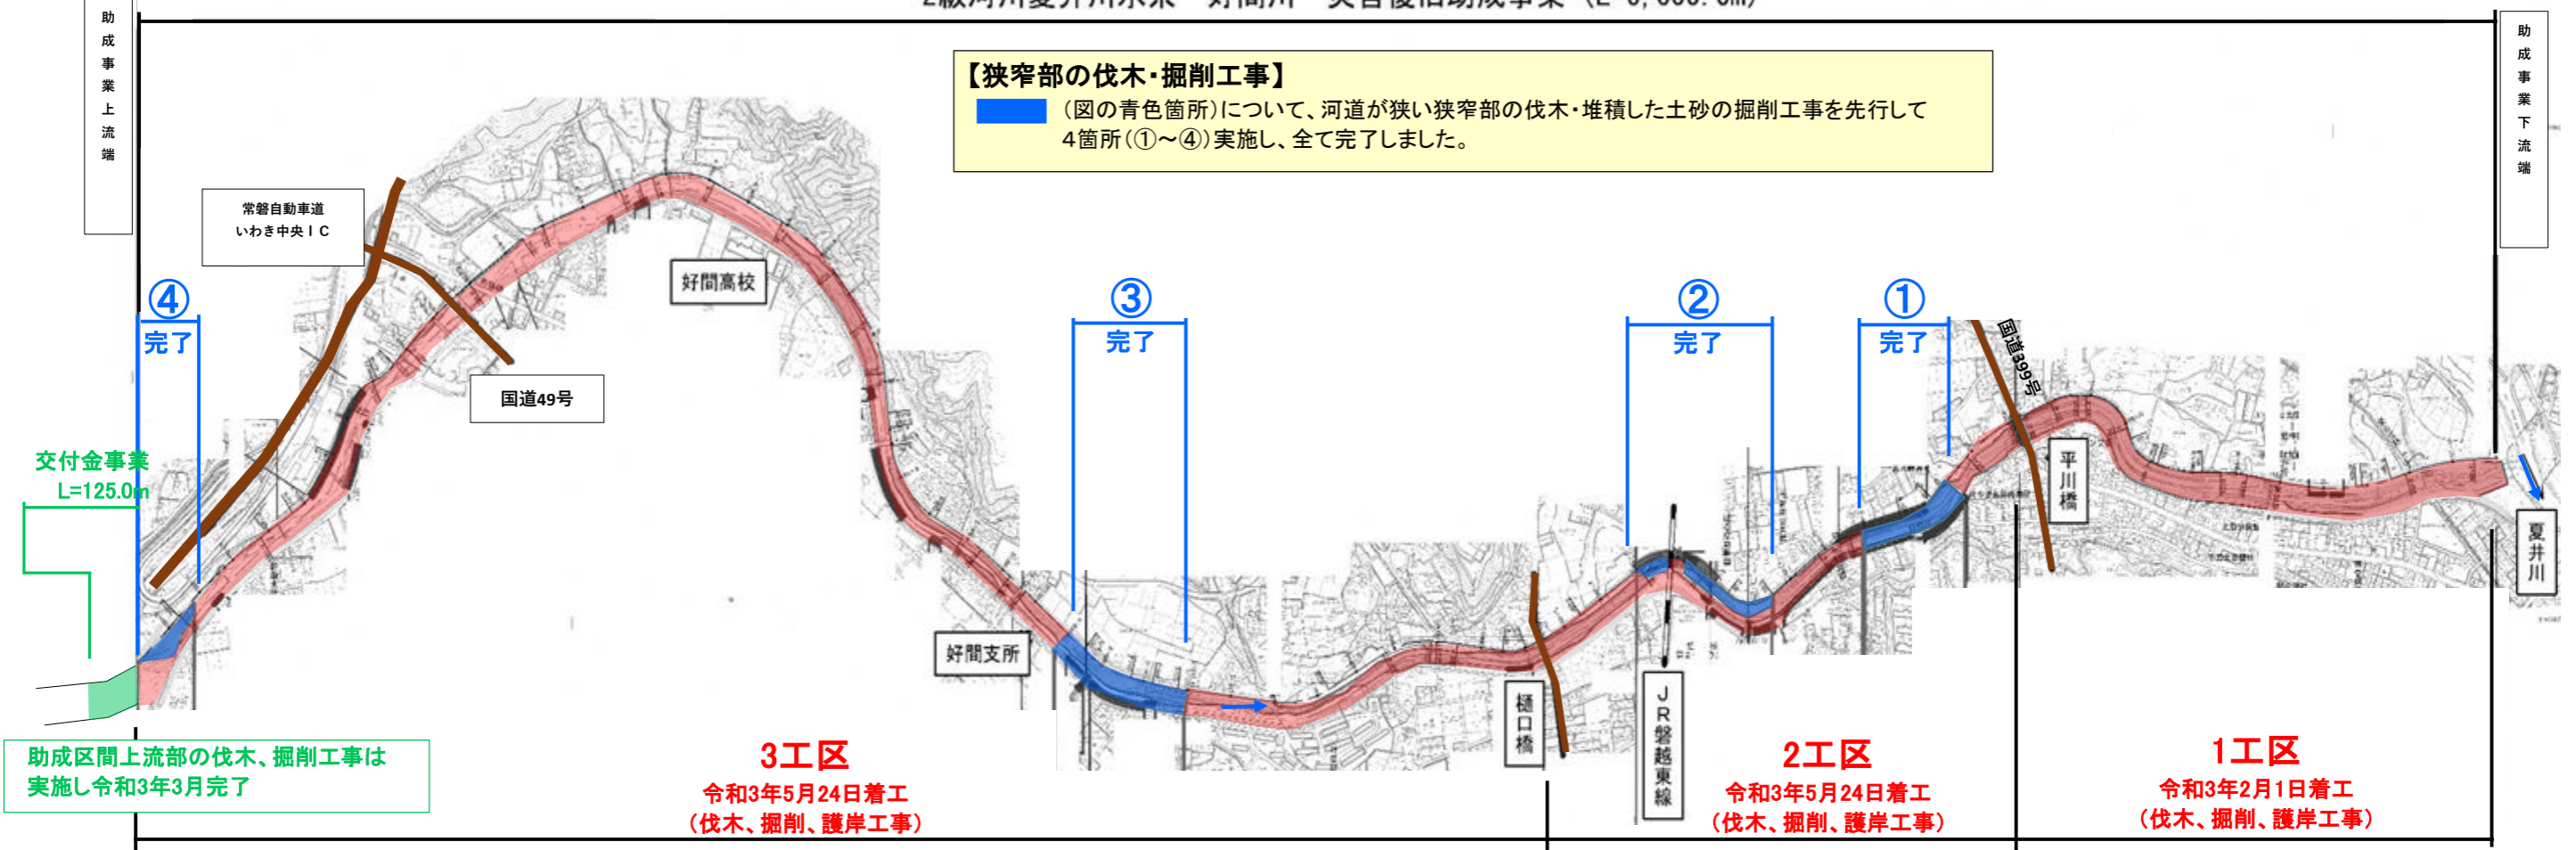 助成事業上流端
助成事業下流端
【狭窄部の伐木・掘削工事】
(図の青色箇所)について、河道が狭い狭窄部の伐木・堆積した土砂の掘削工事を先行して
4箇所(①～④)実施し、全て完了しました。
常磐自動車道
いわき中央IC
国道49号
好間高校
④
完了
③
完了
②
完了
①
完了
国道399号
平川橋
夏井川
交付金事業
L=125.0m
好間支所
樋口橋
JR磐越東線
助成区間上流部の伐木、掘削工事は
実施し令和3年3月完了
3工区
令和3年5月24日着工
(伐木、掘削、護岸工事)
2工区
令和3年5月24日着工
(伐木、掘削、護岸工事)
1工区
令和3年2月1日着工
(伐木、掘削、護岸工事)